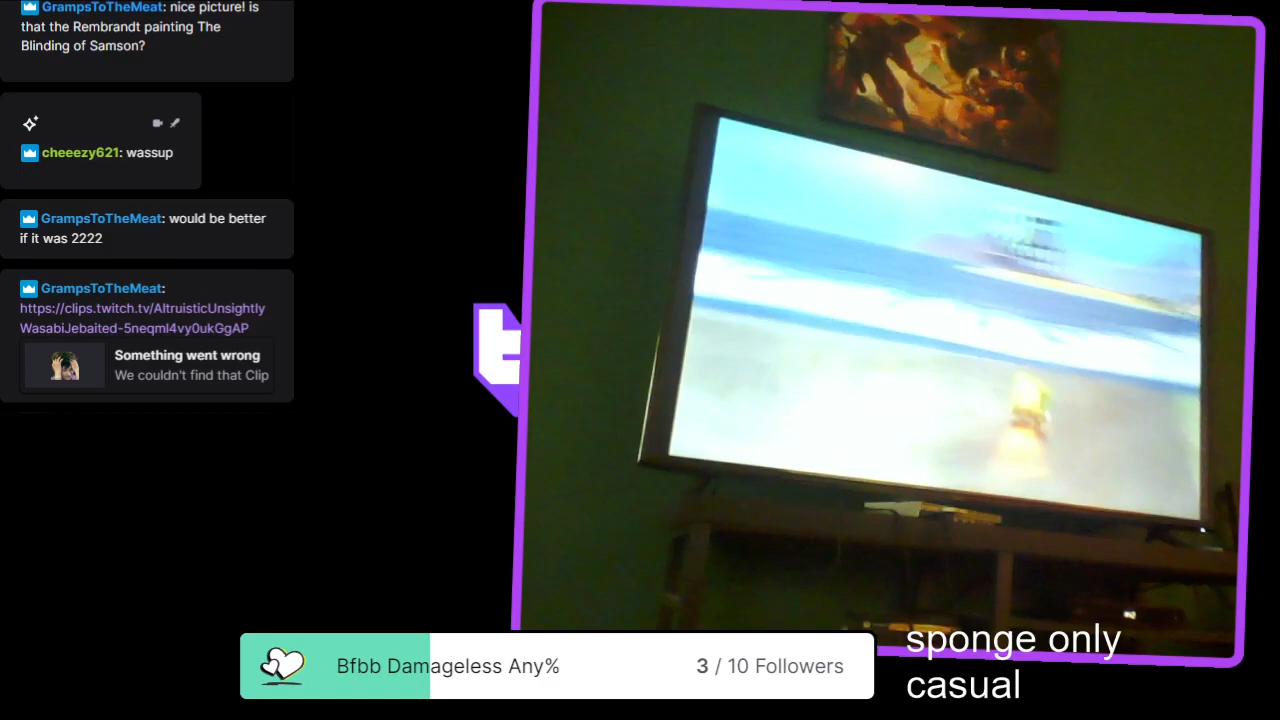 GrampsToTheMeat: nice picture! is
that the Rembrandt painting The
Blinding of Samson?
cheeezy621: wassup
GrampsToTheMeat: would be better
if it was 2222
GrampsToTheMeat:
https://clips.twitch.tv/AltruisticUnsightly
WasabiJebaited-5neqml4vy0ukGgAP
Something went wrong
We couldn't find that Clip
Bfbb Damageless Any%
3 / 10 Followers
sponge only
casual